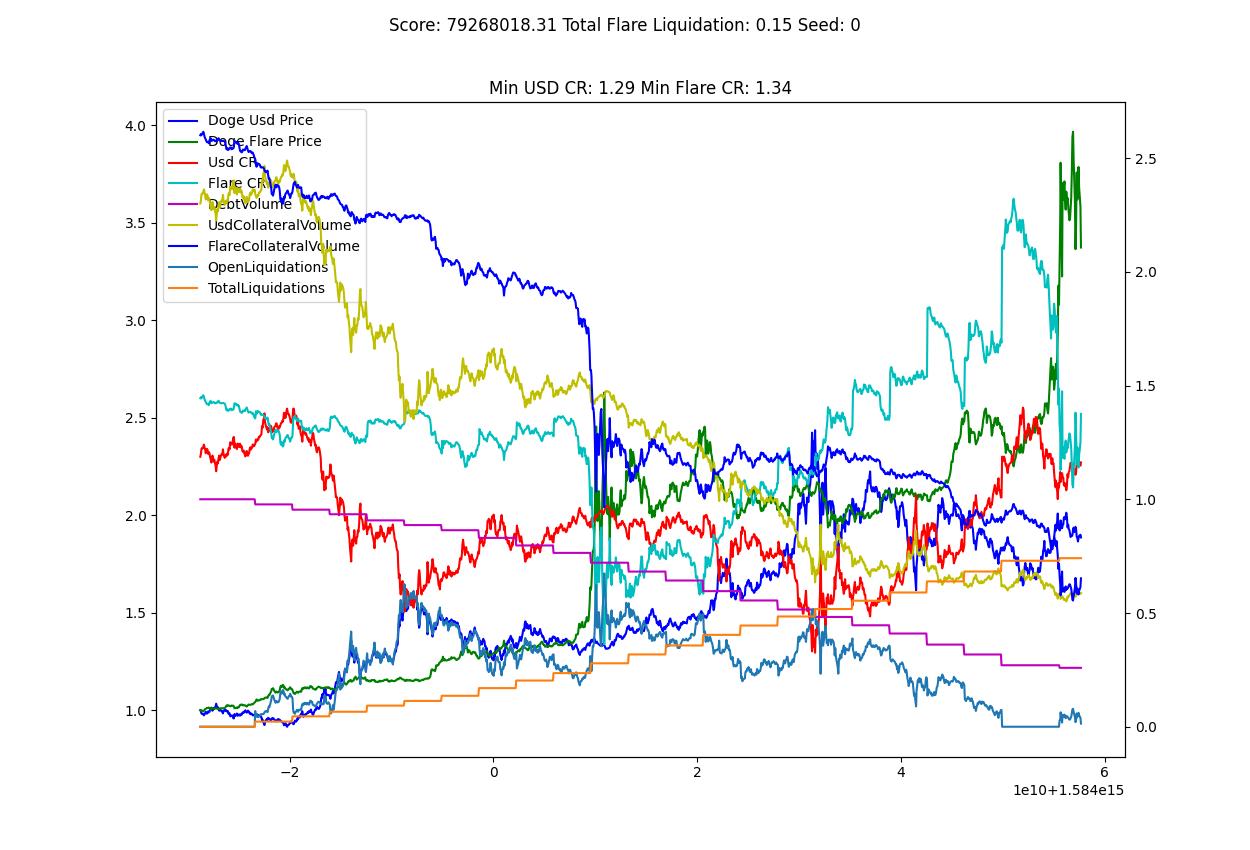 Score: 79268018.31 Total Flare Liquidation: 0.15 Seed: 0
Min USD CR: 1.29 Min Flare CR: 1.34
Doge Usd Price
Doge Flare Price
Usd CR
Flare CR
DebtVolume
UsdCollateralVolume
FlareCollateralVolume
OpenLiquidations
TotalLiquidations
4.0
3.5
3.0
2.5
2.0
1.5
1.0
2.5
2.0
1.5
1.0
0.5
0.0
−2
0
2
4
6
1e10+1.584e15